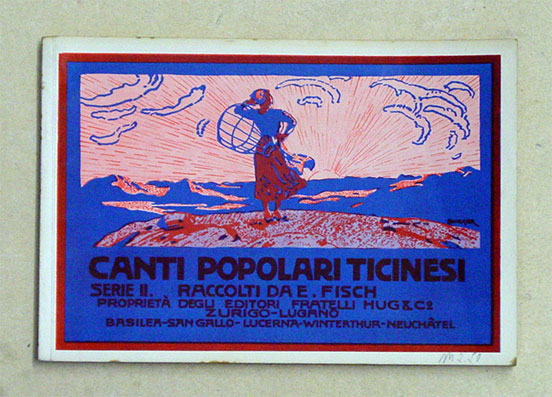 CANTI POPOLARI TICINESI
SERIE II. RACCOLTI DA E. FISCH
PROPRIETÀ DEGLI EDITORI FRATELLI HUG & Cº
ZURIGO-LUGANO
BASILEA-SAN GALLO-LUCERNA-WINTERTHUR-NEUCHÂTEL